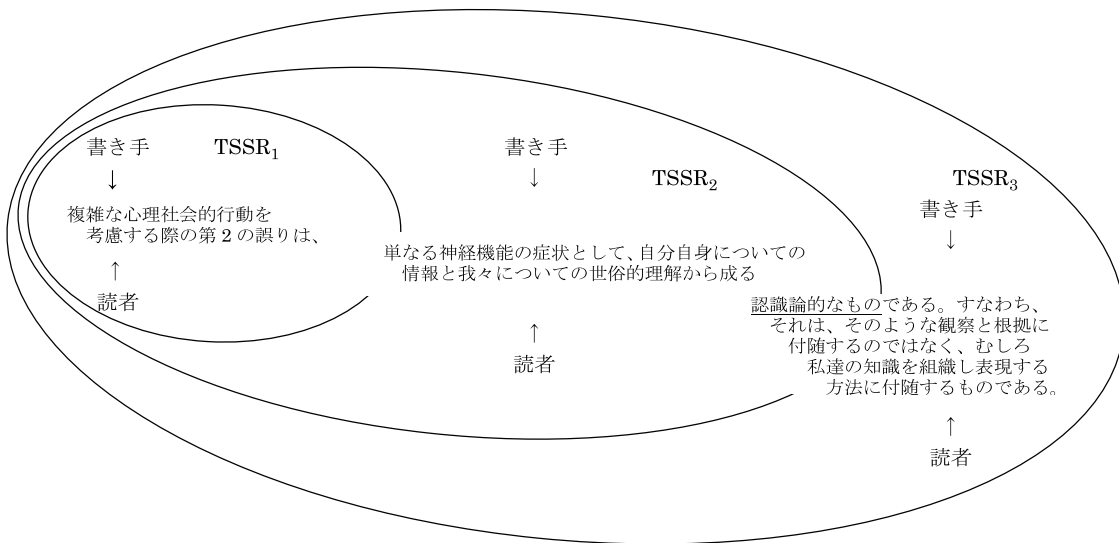 書き手 TSSR₁
↓
複雑な心理社会的行動を
考慮する際の第 2 の誤りは、
↑
読者
書き手
↓
TSSR₂
単なる神経機能の症状として、自分自身についての
情報と我々についての世俗的理解から成る
↑
読者
TSSR₃
書き手
↓
認識論的なものである。すなわち、
それは、そのような観察と根拠に
付随するのではなく、むしろ
私達の知識を組織し表現する
方法に付随するものである。
↑
読者